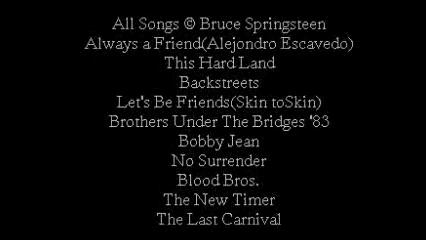 All Songs © Bruce Springsteen
Always a Friend(Alejondro Escavedo)
This Hard Land
Backstreets
Let's Be Friends(Skin toSkin)
Brothers Under The Bridges '83
Bobby Jean
No Surrender
Blood Bros.
The New Timer
The Last Carnival